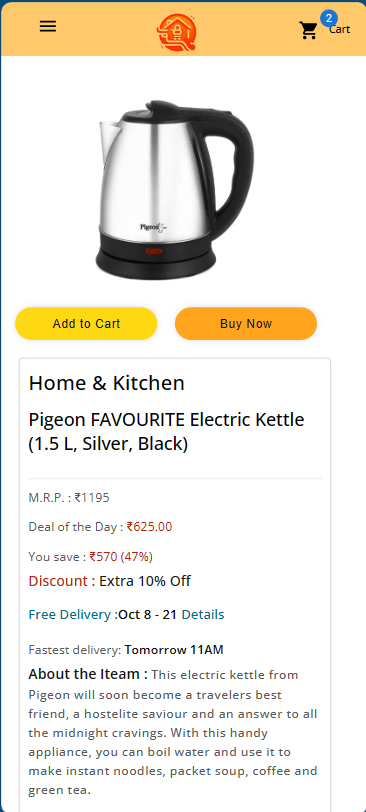 2
Cart
Pigeon
Add to Cart
Buy Now
Home & Kitchen
Pigeon FAVOURITE Electric Kettle
(1.5 L, Silver, Black)
M.R.P. : ₹1195
Deal of the Day : ₹625.00
You save : ₹570 (47%)
Discount : Extra 10% Off
Free Delivery :Oct 8 - 21 Details
Fastest delivery: Tomorrow 11AM
About the Iteam : This electric kettle from
Pigeon will soon become a travelers best
friend, a hostelite saviour and an answer to all
the midnight cravings. With this handy
appliance, you can boil water and use it to
make instant noodles, packet soup, coffee and
green tea.